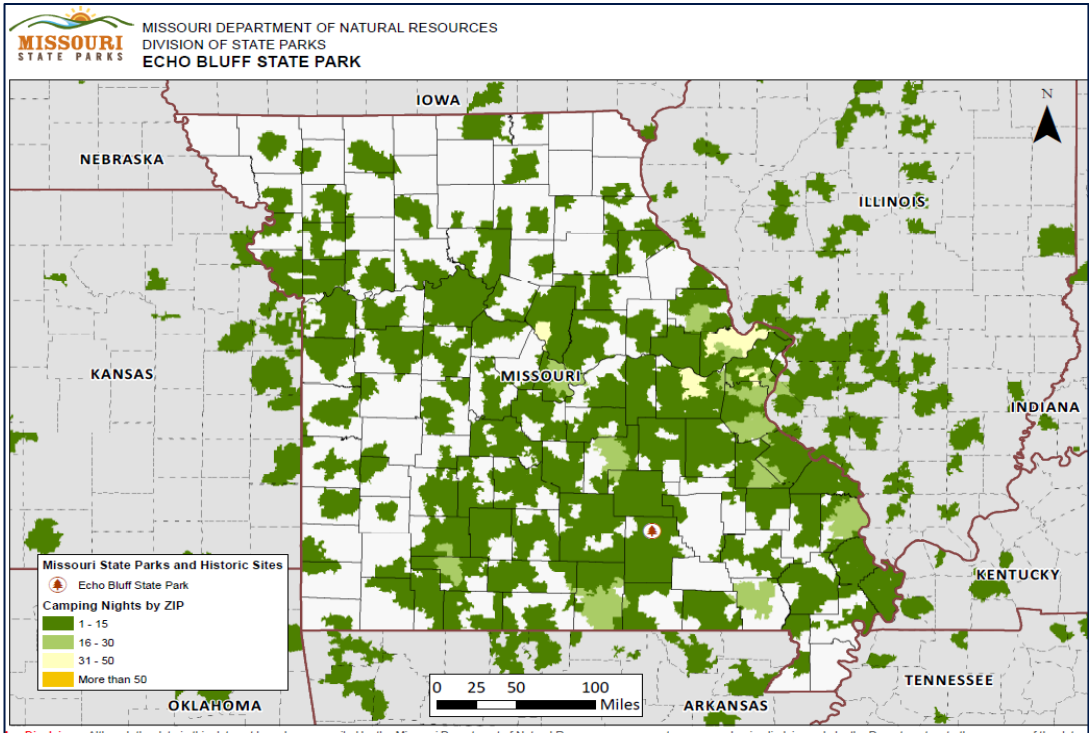 MISSOURI
STATE PARKS
MISSOURI DEPARTMENT OF NATURAL RESOURCES
DIVISION OF STATE PARKS
ECHO BLUFF STATE PARK
IOWA
N
NEBRASKA
ILLINOIS
KANSAS
MISSOURI
INDIANA
Missouri State Parks and Historic Sites
Echo Bluff State Park
Camping Nights by ZIP
1 - 15
16 - 30
31 - 50
More than 50
KENTUCKY
0 25 50 100
Miles
TENNESSEE
OKLAHOMA
ARKANSAS